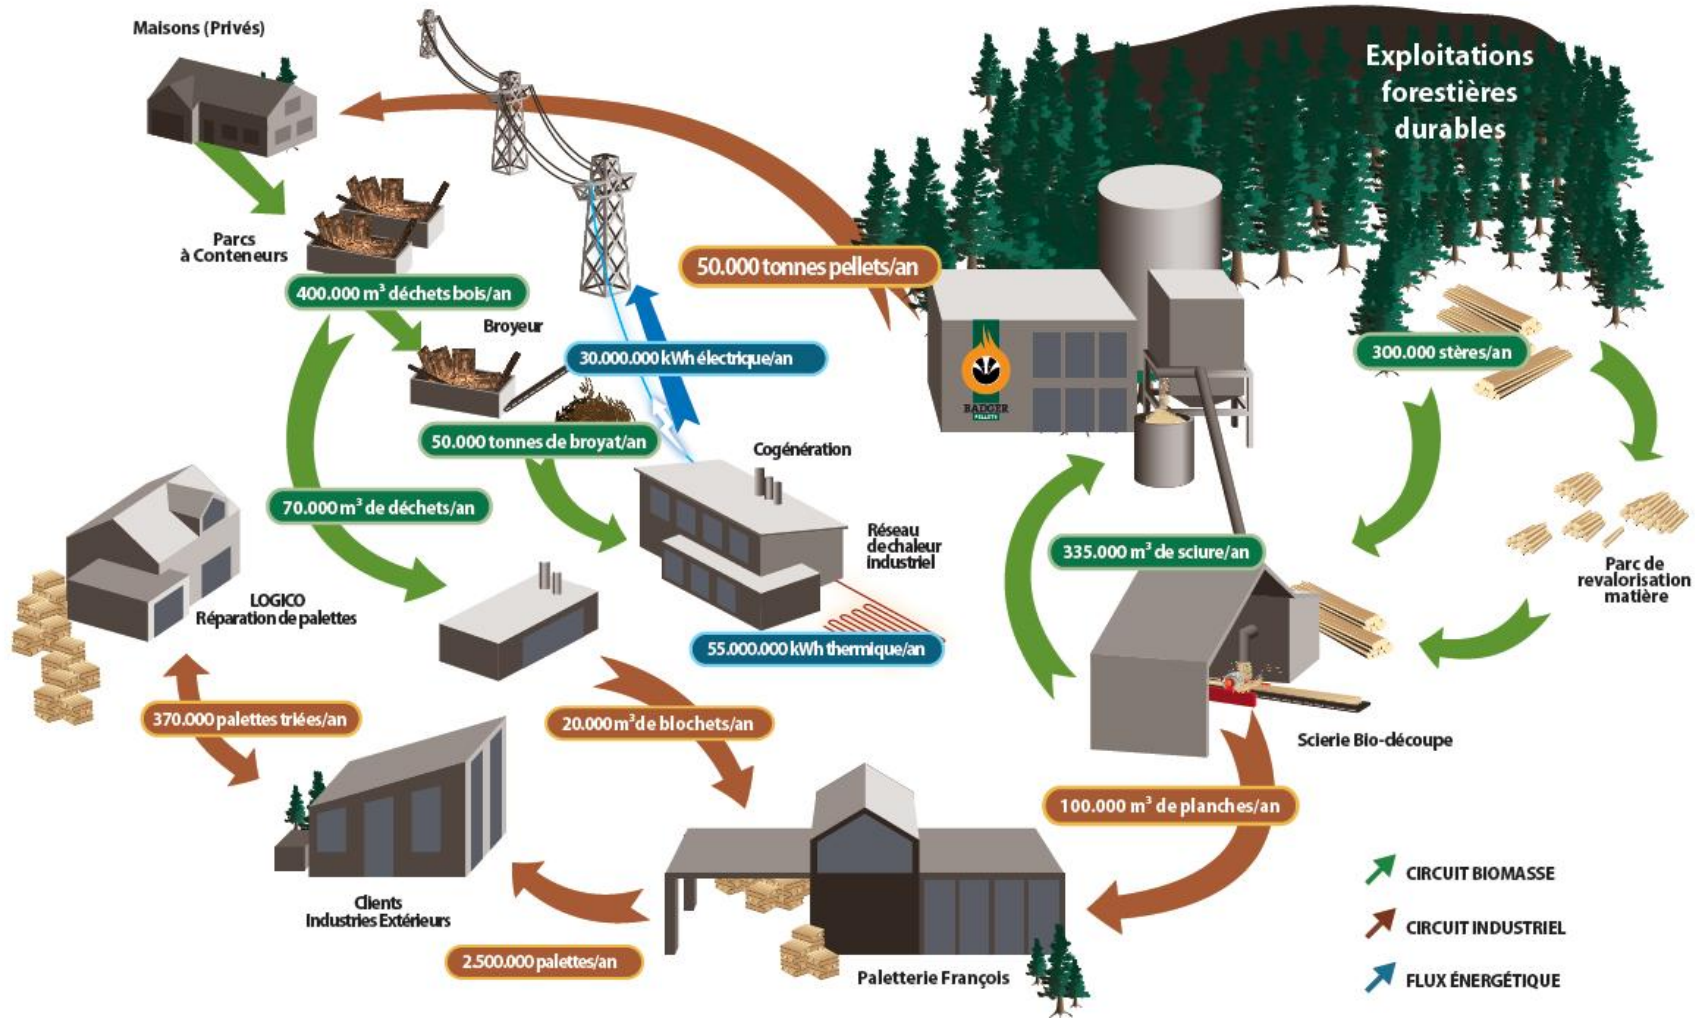 Maisons (Privés)
Exploitations
forestières
durables
Parcs
à Conteneurs
50.000 tonnes pellets/an
400.000 m³ déchets bois/an
Broyeur
30.000.000 kWh électrique/an
300.000 stères/an
BADGER
PELLETS
50.000 tonnes de broyat/an
Cogénération
70.000 m³ de déchets/an
Réseau
de chaleur
industriel
335.000 m³ de sciure/an
Parc de
revalorisation
matière
LOGICO
Réparation de palettes
55.000.000 kWh thermique/an
370.000 palettes triées/an
20.000 m³ de blochets/an
Scierie Bio-découpe
100.000 m³ de planches/an
Clients
Industries Extérieurs
2.500.000 palettes/an
Paletterie François
CIRCUIT BIOMASSE
CIRCUIT INDUSTRIEL
FLUX ÉNERGÉTIQUE